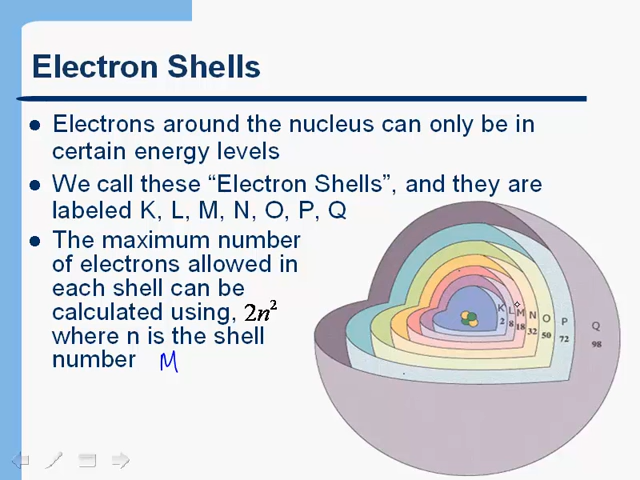 Electron Shells
Electrons around the nucleus can only be in
certain energy levels
We call these “Electron Shells”, and they are
labeled K, L, M, N, O, P, Q
The maximum number
of electrons allowed in
each shell can be
calculated using, 2n²
where n is the shell
number M
K L M N O P Q
2 8 18 32 50 72 98